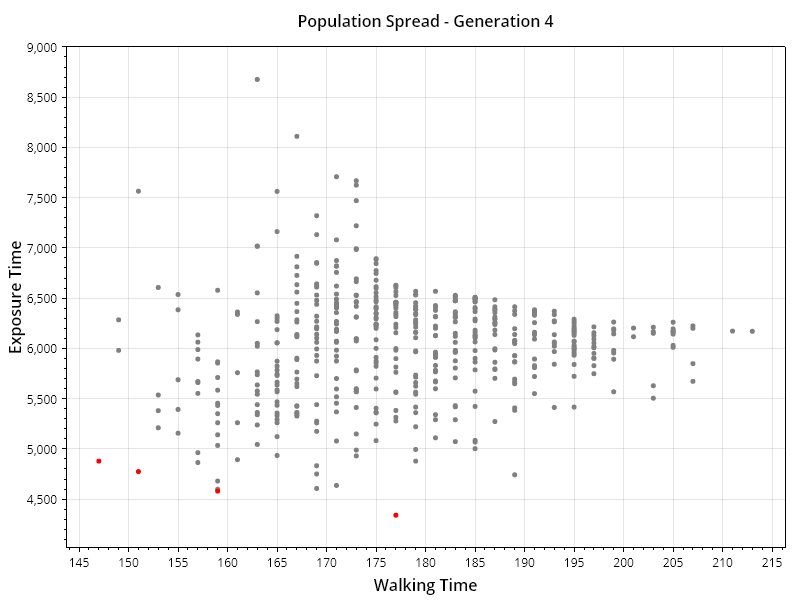 Population Spread - Generation 4
9,000
8,500
8,000
7,500
7,000
6,500
6,000
5,500
5,000
4,500
Exposure Time
145 150 155 160 165 170 175 180 185 190 195 200 205 210 215
Walking Time